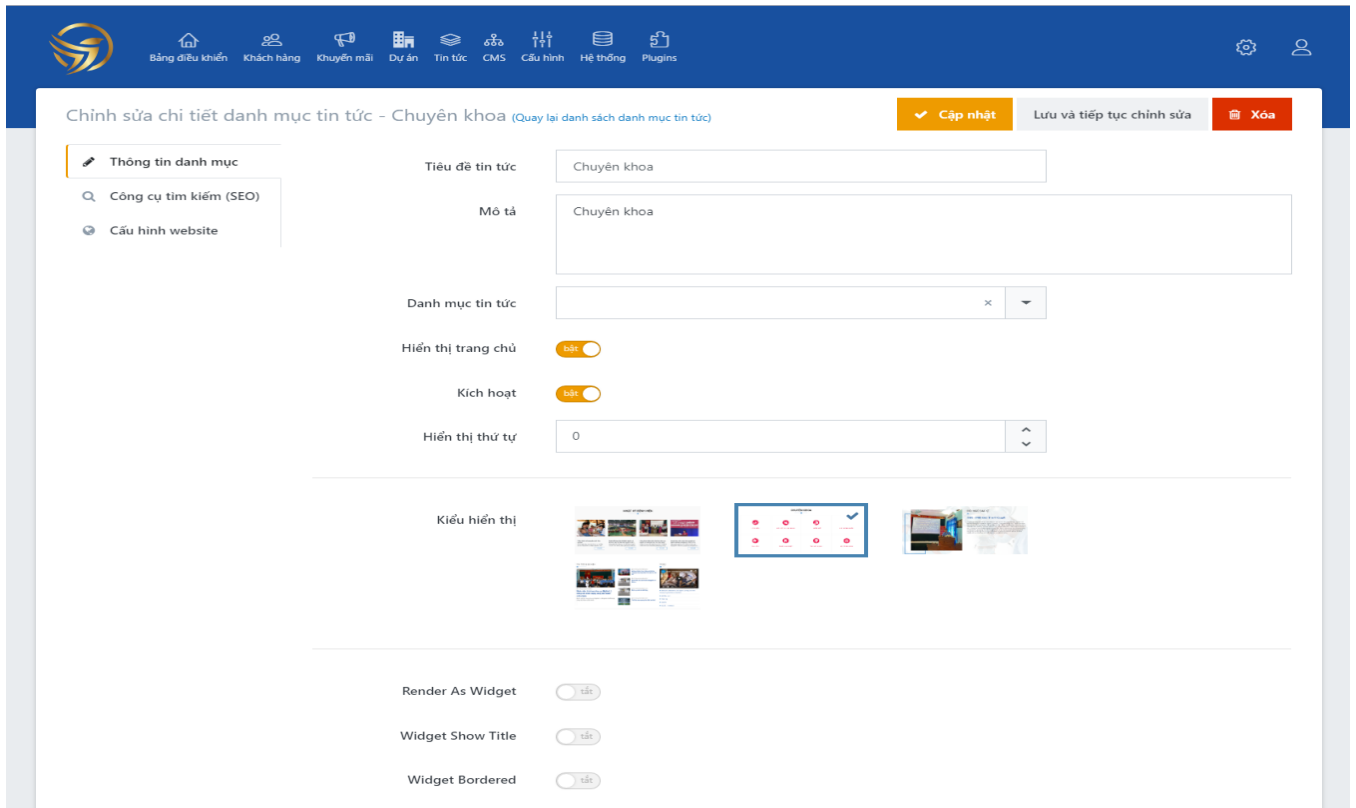 Bảng điều khiển Khách hàng Khuyến mãi Dự án Tin tức CMS Cấu hình Hệ thống Plugins
Chỉnh sửa chi tiết danh mục tin tức - Chuyên khoa (Quay lại danh sách danh mục tin tức)
Cập nhật
Lưu và tiếp tục chỉnh sửa
Xóa
Thông tin danh mục
Công cụ tìm kiếm (SEO)
Cấu hình website
Tiêu đề tin tức Chuyên khoa
Mô tả Chuyên khoa
Danh mục tin tức ×
Hiển thị trang chủ bật
Kích hoạt bật
Hiển thị thứ tự 0
Kiểu hiển thị
Render As Widget tắt
Widget Show Title tắt
Widget Bordered tắt